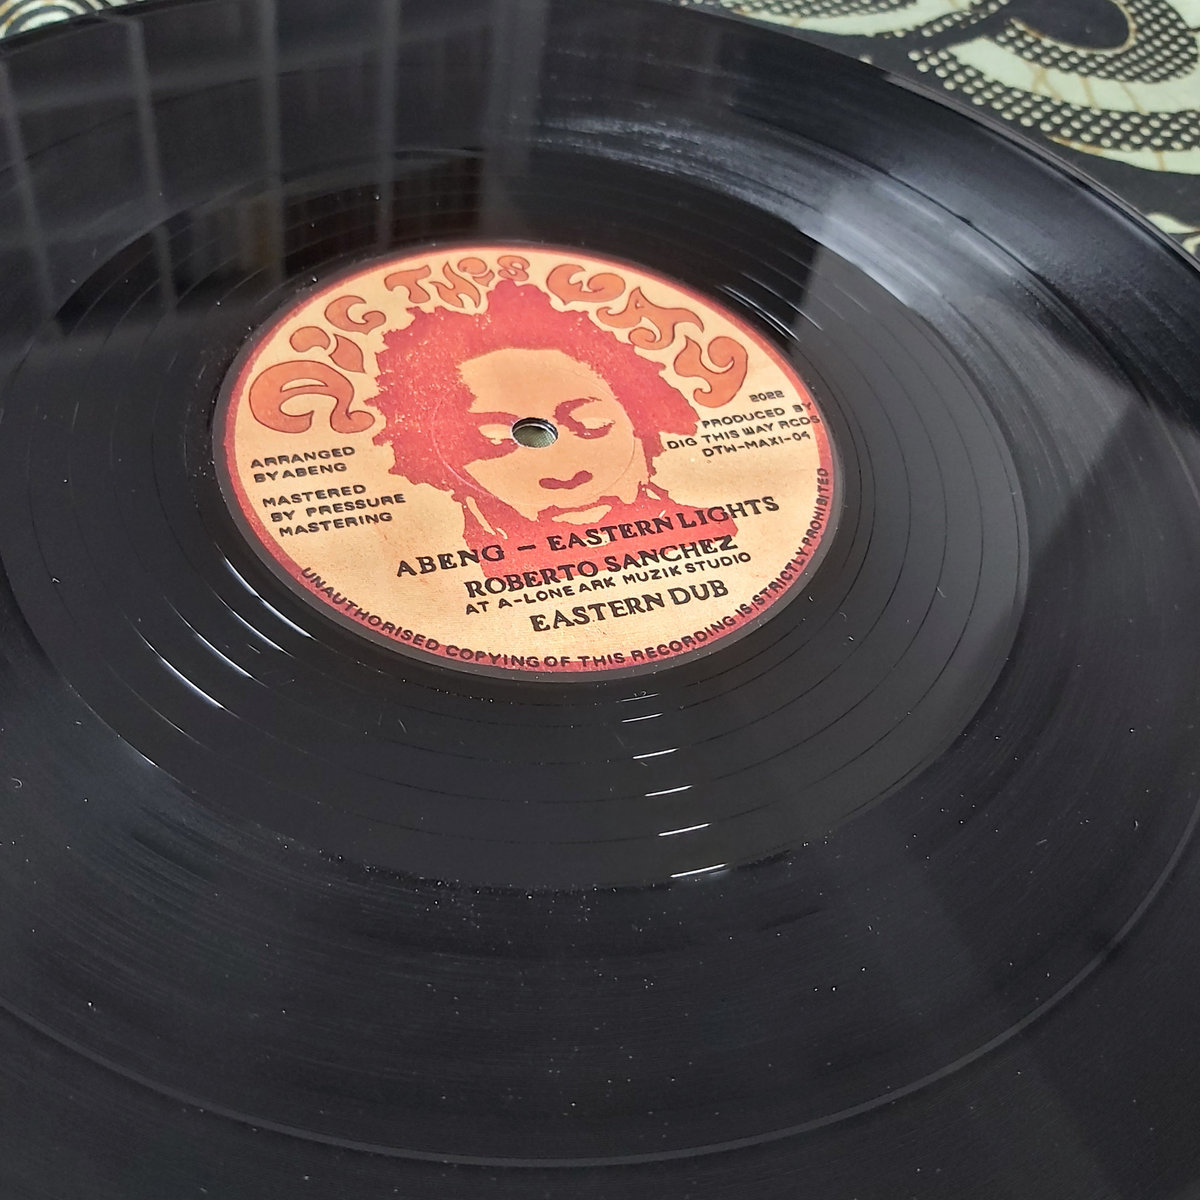 DIG THIS WAY
2022
PRODUCED BY
DIG THIS WAY RCDS
DTW-MAXI-04
ARRANGED
BY ABENG
MASTERED
BY PRESSURE
MASTERING
ABENG – EASTERN LIGHTS
ROBERTO SANCHEZ
AT A-LONE ARK MUZIK STUDIO
EASTERN DUB
UNAUTHORISED COPYING OF THIS RECORDING IS STRICTLY PROHIBITED